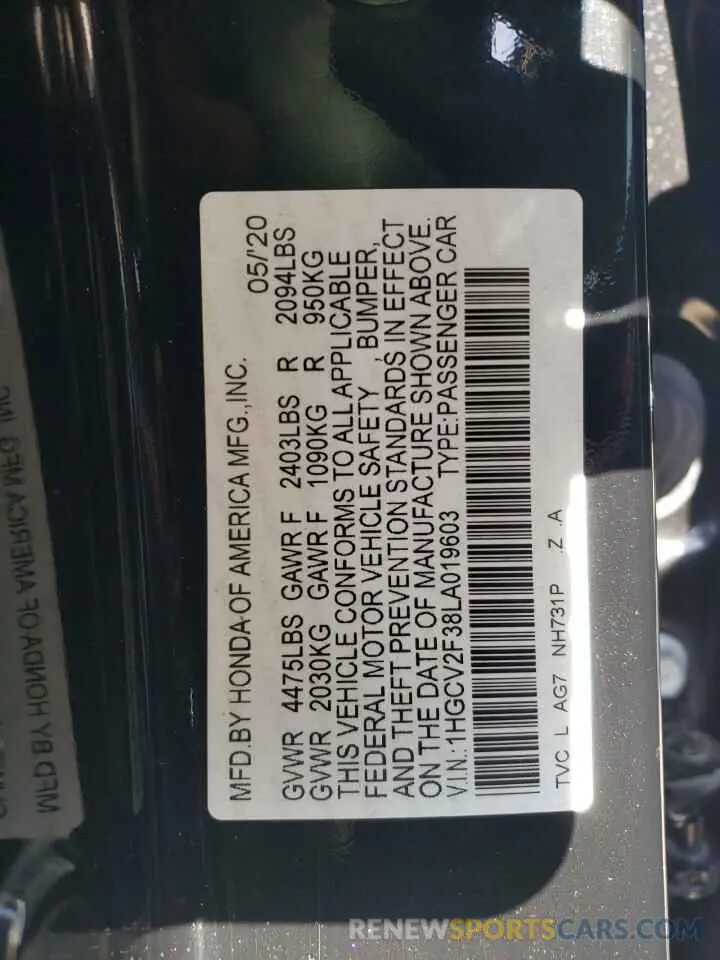 MFD.BY HONDA OF AMERICA MFG.,INC. 05/'20
GVWR 4475LBS GAWR F 2403LBS R 2094LBS
GVWR 2030KG GAWR F 1090KG R 950KG
THIS VEHICLE CONFORMS TO ALL APPLICABLE
FEDERAL MOTOR VEHICLE SAFETY , BUMPER,
AND THEFT PREVENTION STANDARDS IN EFFECT
ON THE DATE OF MANUFACTURE SHOWN ABOVE.
V.I.N.:1HGCV2F38LA019603 TYPE:PASSENGER CAR
TVC L AG7 NH731P .Z .A
MFD BY HONDA OF AMERICA MFG., INC.
RENEWSPORTSCARS.COM